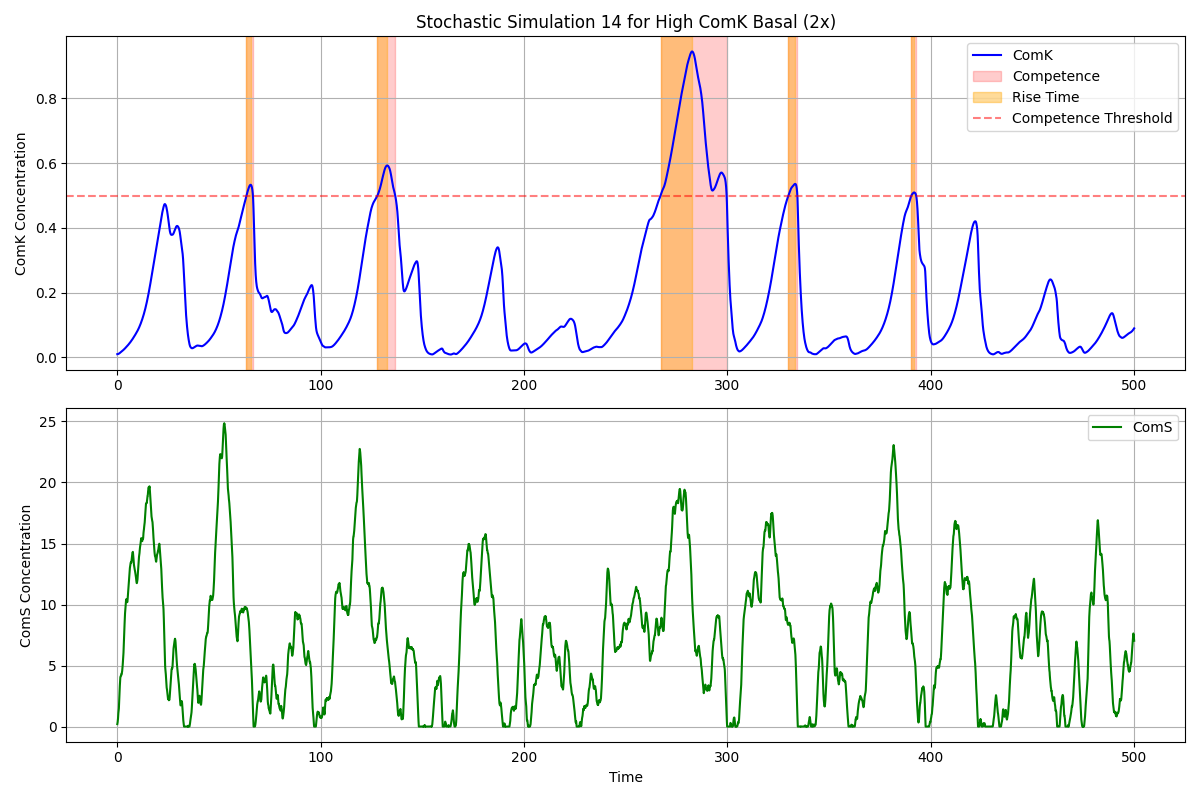 Stochastic Simulation 14 for High ComK Basal (2x)
ComK Concentration
0.8
0.6
0.4
0.2
0.0
ComK
Competence
Rise Time
Competence Threshold
0 100 200 300 400 500
ComS Concentration
25
20
15
10
5
0
ComS
0 100 200 300 400 500
Time